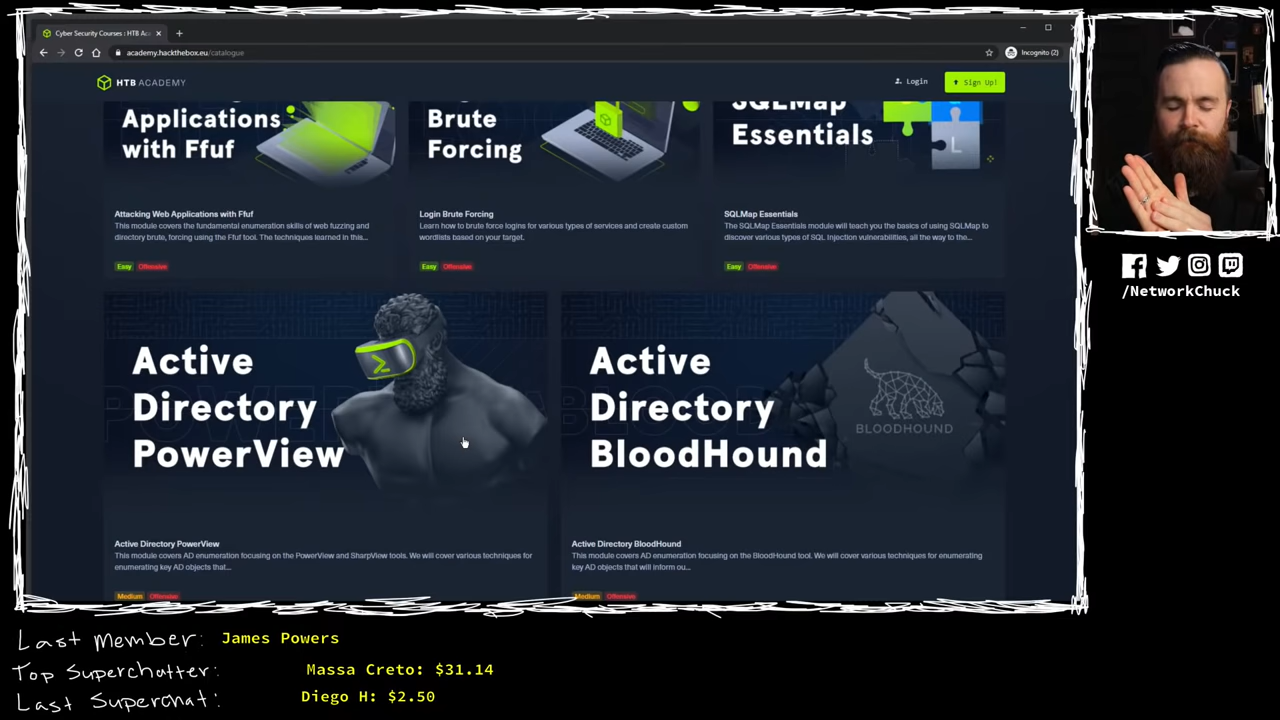 Cyber Security Courses : HTB Aca
academy.hackthebox.eu/catalogue
Incognito (2)
HTB ACADEMY
Login
Sign Up!
Applications
with Ffuf
Brute
Forcing
SQLMap
Essentials
L
Attacking Web Applications with Ffuf
This module covers the fundamental enumeration skills of web fuzzing and
directory brute, forcing using the Ffuf tool. The techniques learned in this...
Easy Offensive
Login Brute Forcing
Learn how to brute force logins for various types of services and create custom
wordlists based on your target.
Easy Offensive
SQLMap Essentials
The SQLMap Essentials module will teach you the basics of using SQLMap to
discover various types of SQL Injection vulnerabilities, all the way to the...
Easy Offensive
Active
Directory
PowerView
Active
Directory
BloodHound
BLOODHOUND
Active Directory PowerView
This module covers AD enumeration focusing on the PowerView and SharpView tools. We will cover various techniques for
enumerating key AD objects that...
Medium Offensive
Active Directory BloodHound
This module covers AD enumeration focusing on the BloodHound tool. We will cover various techniques for enumerating
key AD objects that will inform ou...
Medium Offensive
/NetworkChuck
Last Member: James Powers
Top Superchatter: Massa Creto: $31.14
Last Superchat: Diego H: $2.50